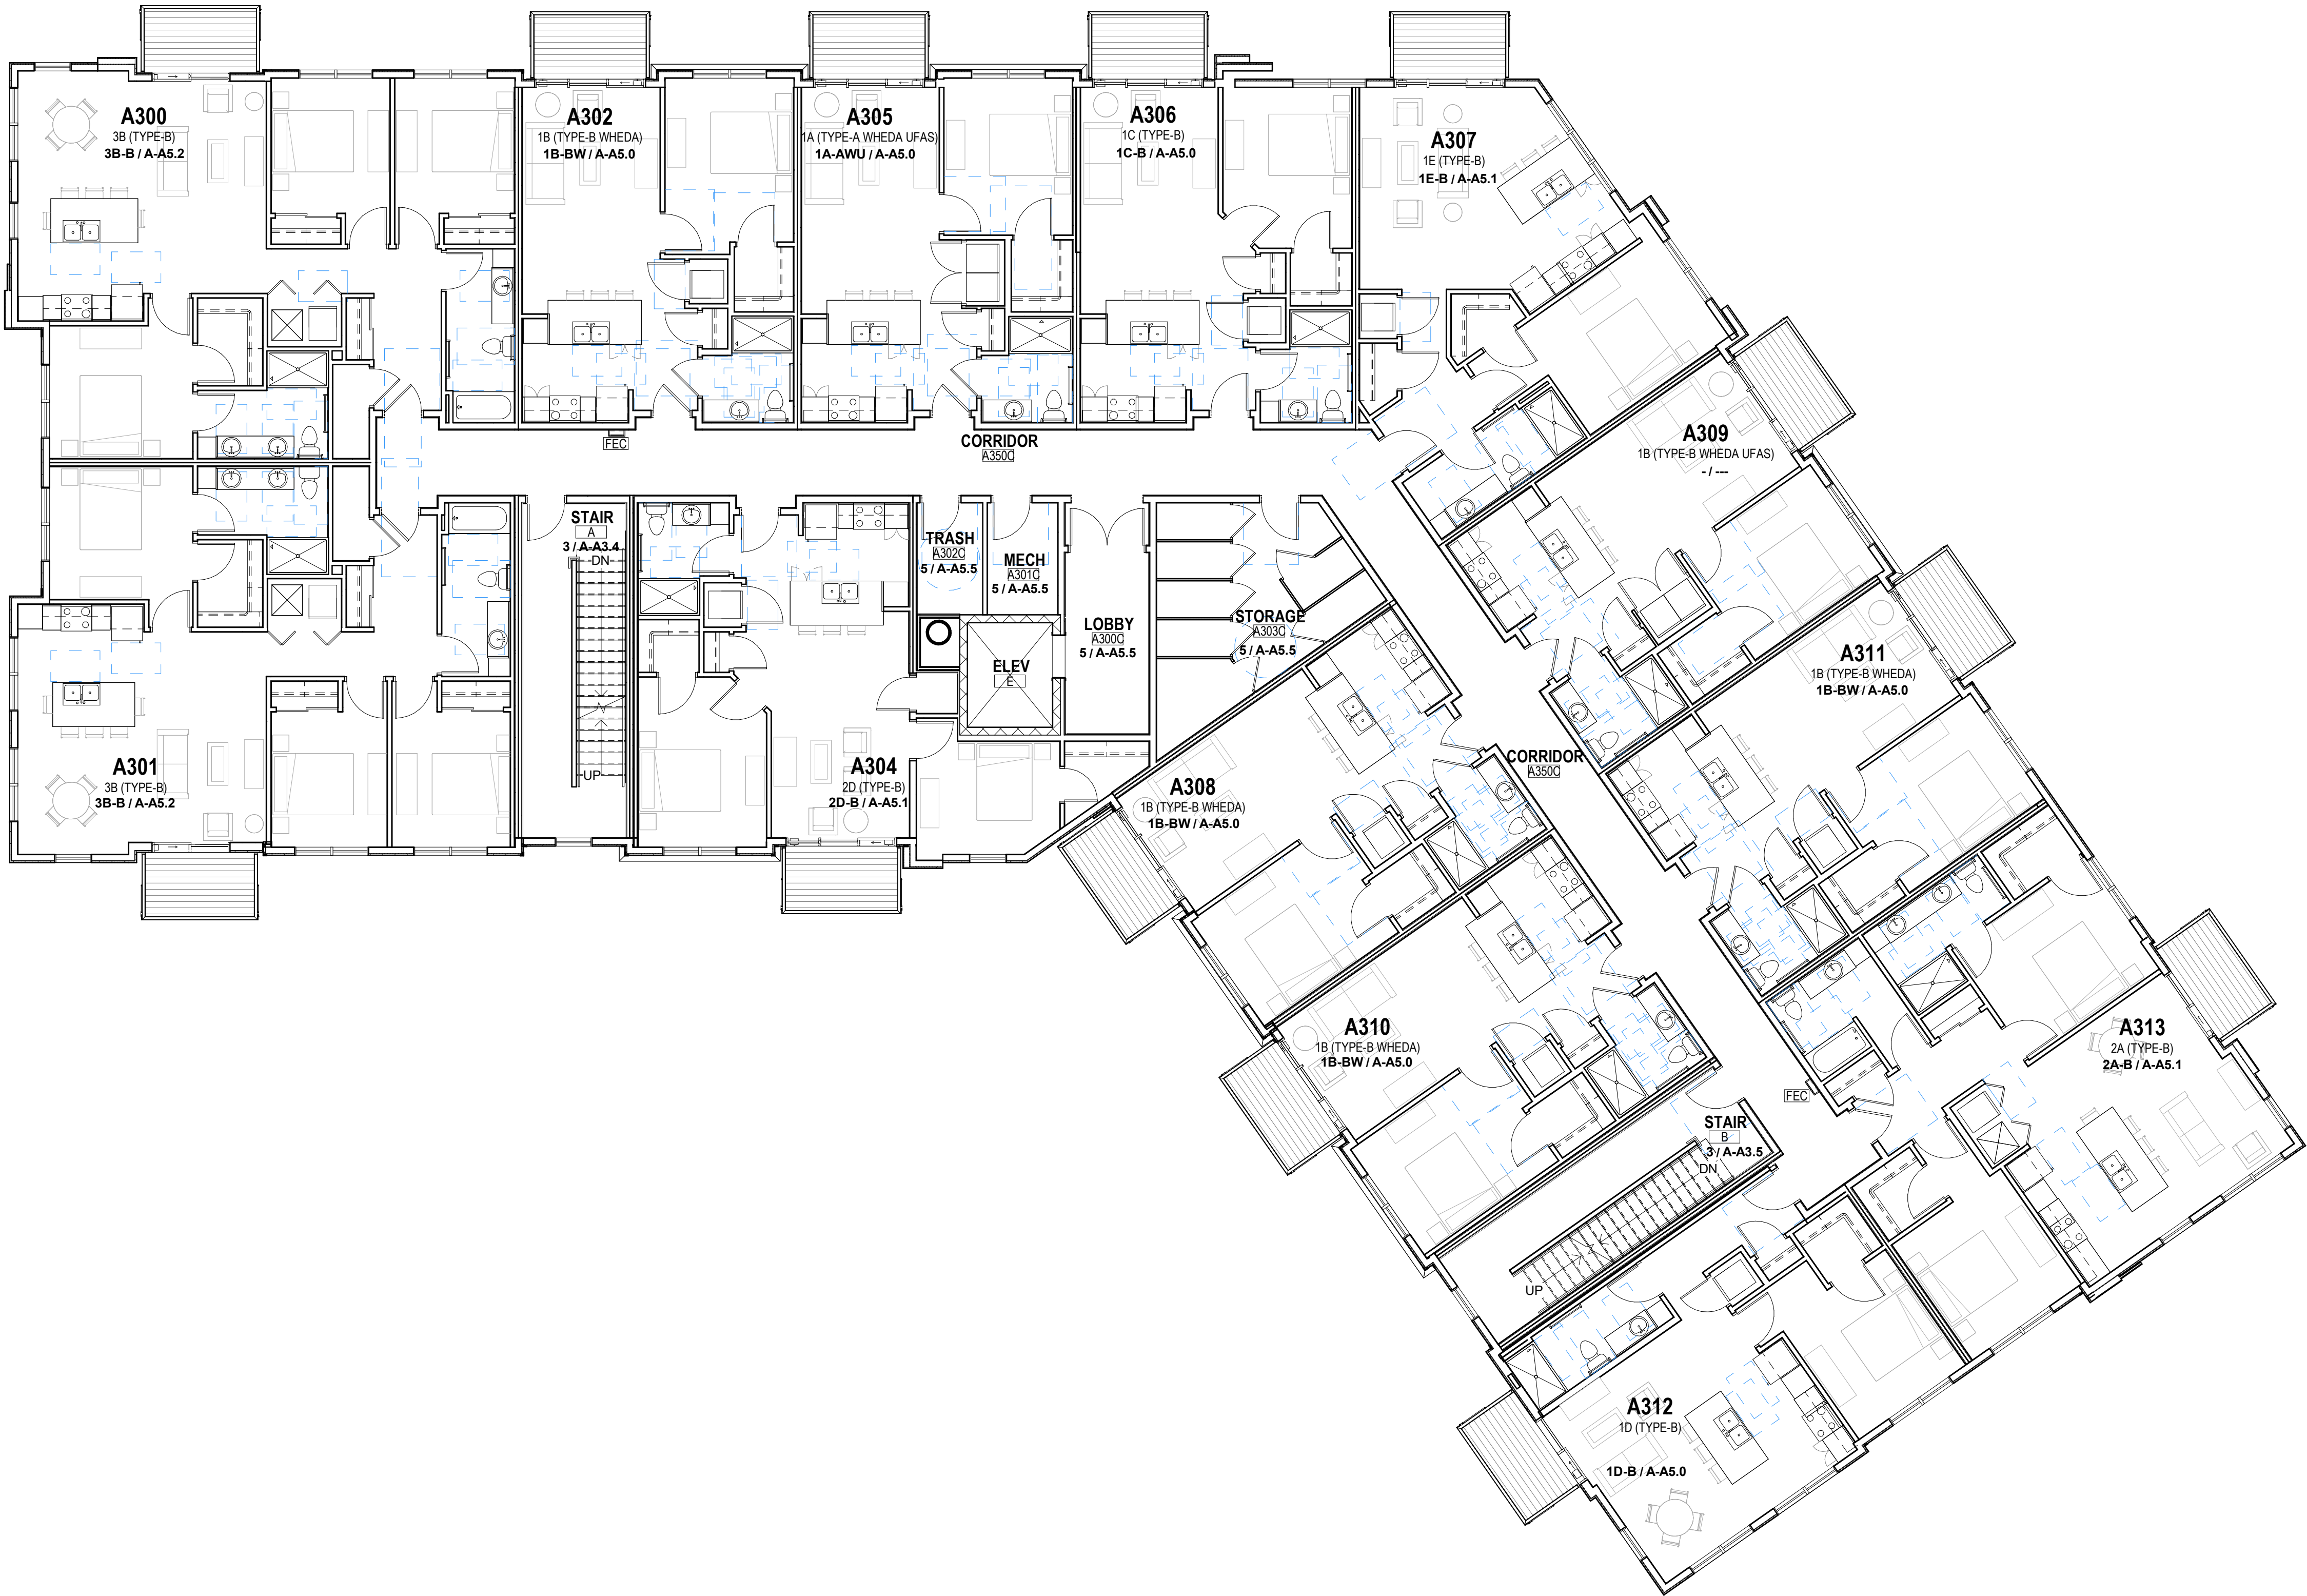 A300
3B (TYPE-B)
3B-B / A-A5.2
A302
1B (TYPE-B WHEDA)
1B-BW / A-A5.0
A305
1A (TYPE-A WHEDA UFAS)
1A-AWU / A-A5.0
A306
1C (TYPE-B)
1C-B / A-A5.0
A307
1E (TYPE-B)
1E-B / A-A5.1
A309
1B (TYPE-B WHEDA UFAS)
- / ---
FEC
CORRIDOR
A350C
STAIR
A
3 / A-A3.4
DN
UP
TRASH
A302C
5 / A-A5.5
MECH
A301C
5 / A-A5.5
LOBBY
A300C
5 / A-A5.5
STORAGE
A303C
5 / A-A5.5
ELEV
E
A311
1B (TYPE-B WHEDA)
1B-BW / A-A5.0
A301
3B (TYPE-B)
3B-B / A-A5.2
A304
2D (TYPE-B)
2D-B / A-A5.1
A308
1B (TYPE-B WHEDA)
1B-BW / A-A5.0
CORRIDOR
A350C
A310
1B (TYPE-B WHEDA)
1B-BW / A-A5.0
A313
2A (TYPE-B)
2A-B / A-A5.1
FEC
STAIR
B
3 / A-A3.5
DN
UP
A312
1D (TYPE-B)
1D-B / A-A5.0